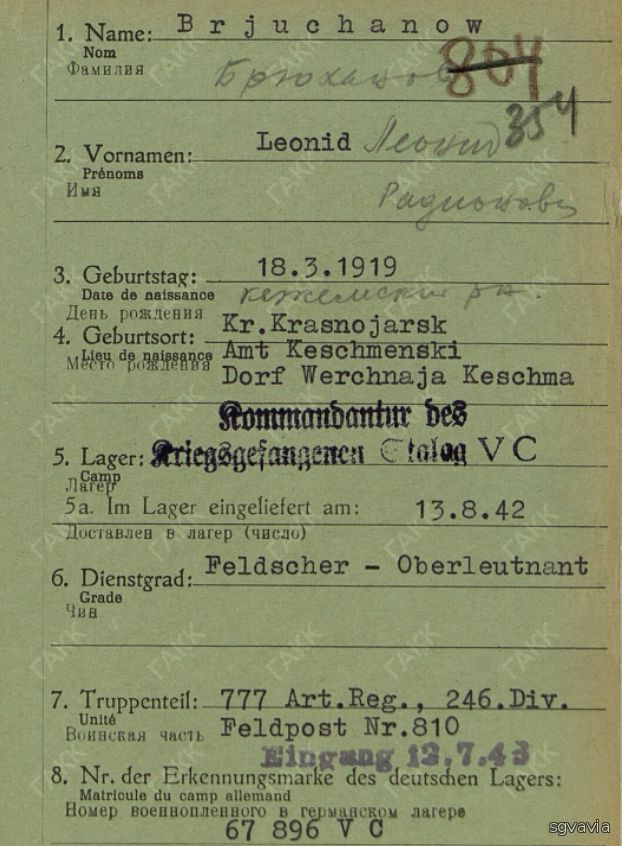 1. Name: Brjuchanow
Nom
Фамилия
Брюханов 804
354
2. Vornamen: Leonid Леонид
Prénoms
Имя
Радионович
3. Geburtstag: 18.3.1919
Date de naissance
День рождения
кежемский рн.
4. Geburtsort: Kr.Krasnojarsk
Lieu de naissance Amt Keschmenski
Место рождения Dorf Werchnaja Keschma
Kommandantur des
5. Lager: Kriegsgefangenen Stalag V C
Camp
Лагерь
5a. Im Lager eingeliefert am: 13.8.42
Доставлен в лагерь (число)
6. Dienstgrad: Feldscher - Oberleutnant
Grade
Чин
7. Truppenteil: 777 Art.Reg., 246.Div.
Unité
Воинская часть Feldpost Nr.810
Eingang 13.7.43
8. Nr. der Erkennungsmarke des deutschen Lagers:
Matricule du camp allemand
Номер военнопленного в германском лагере
67 896 V C
ГАКК
sgvavia